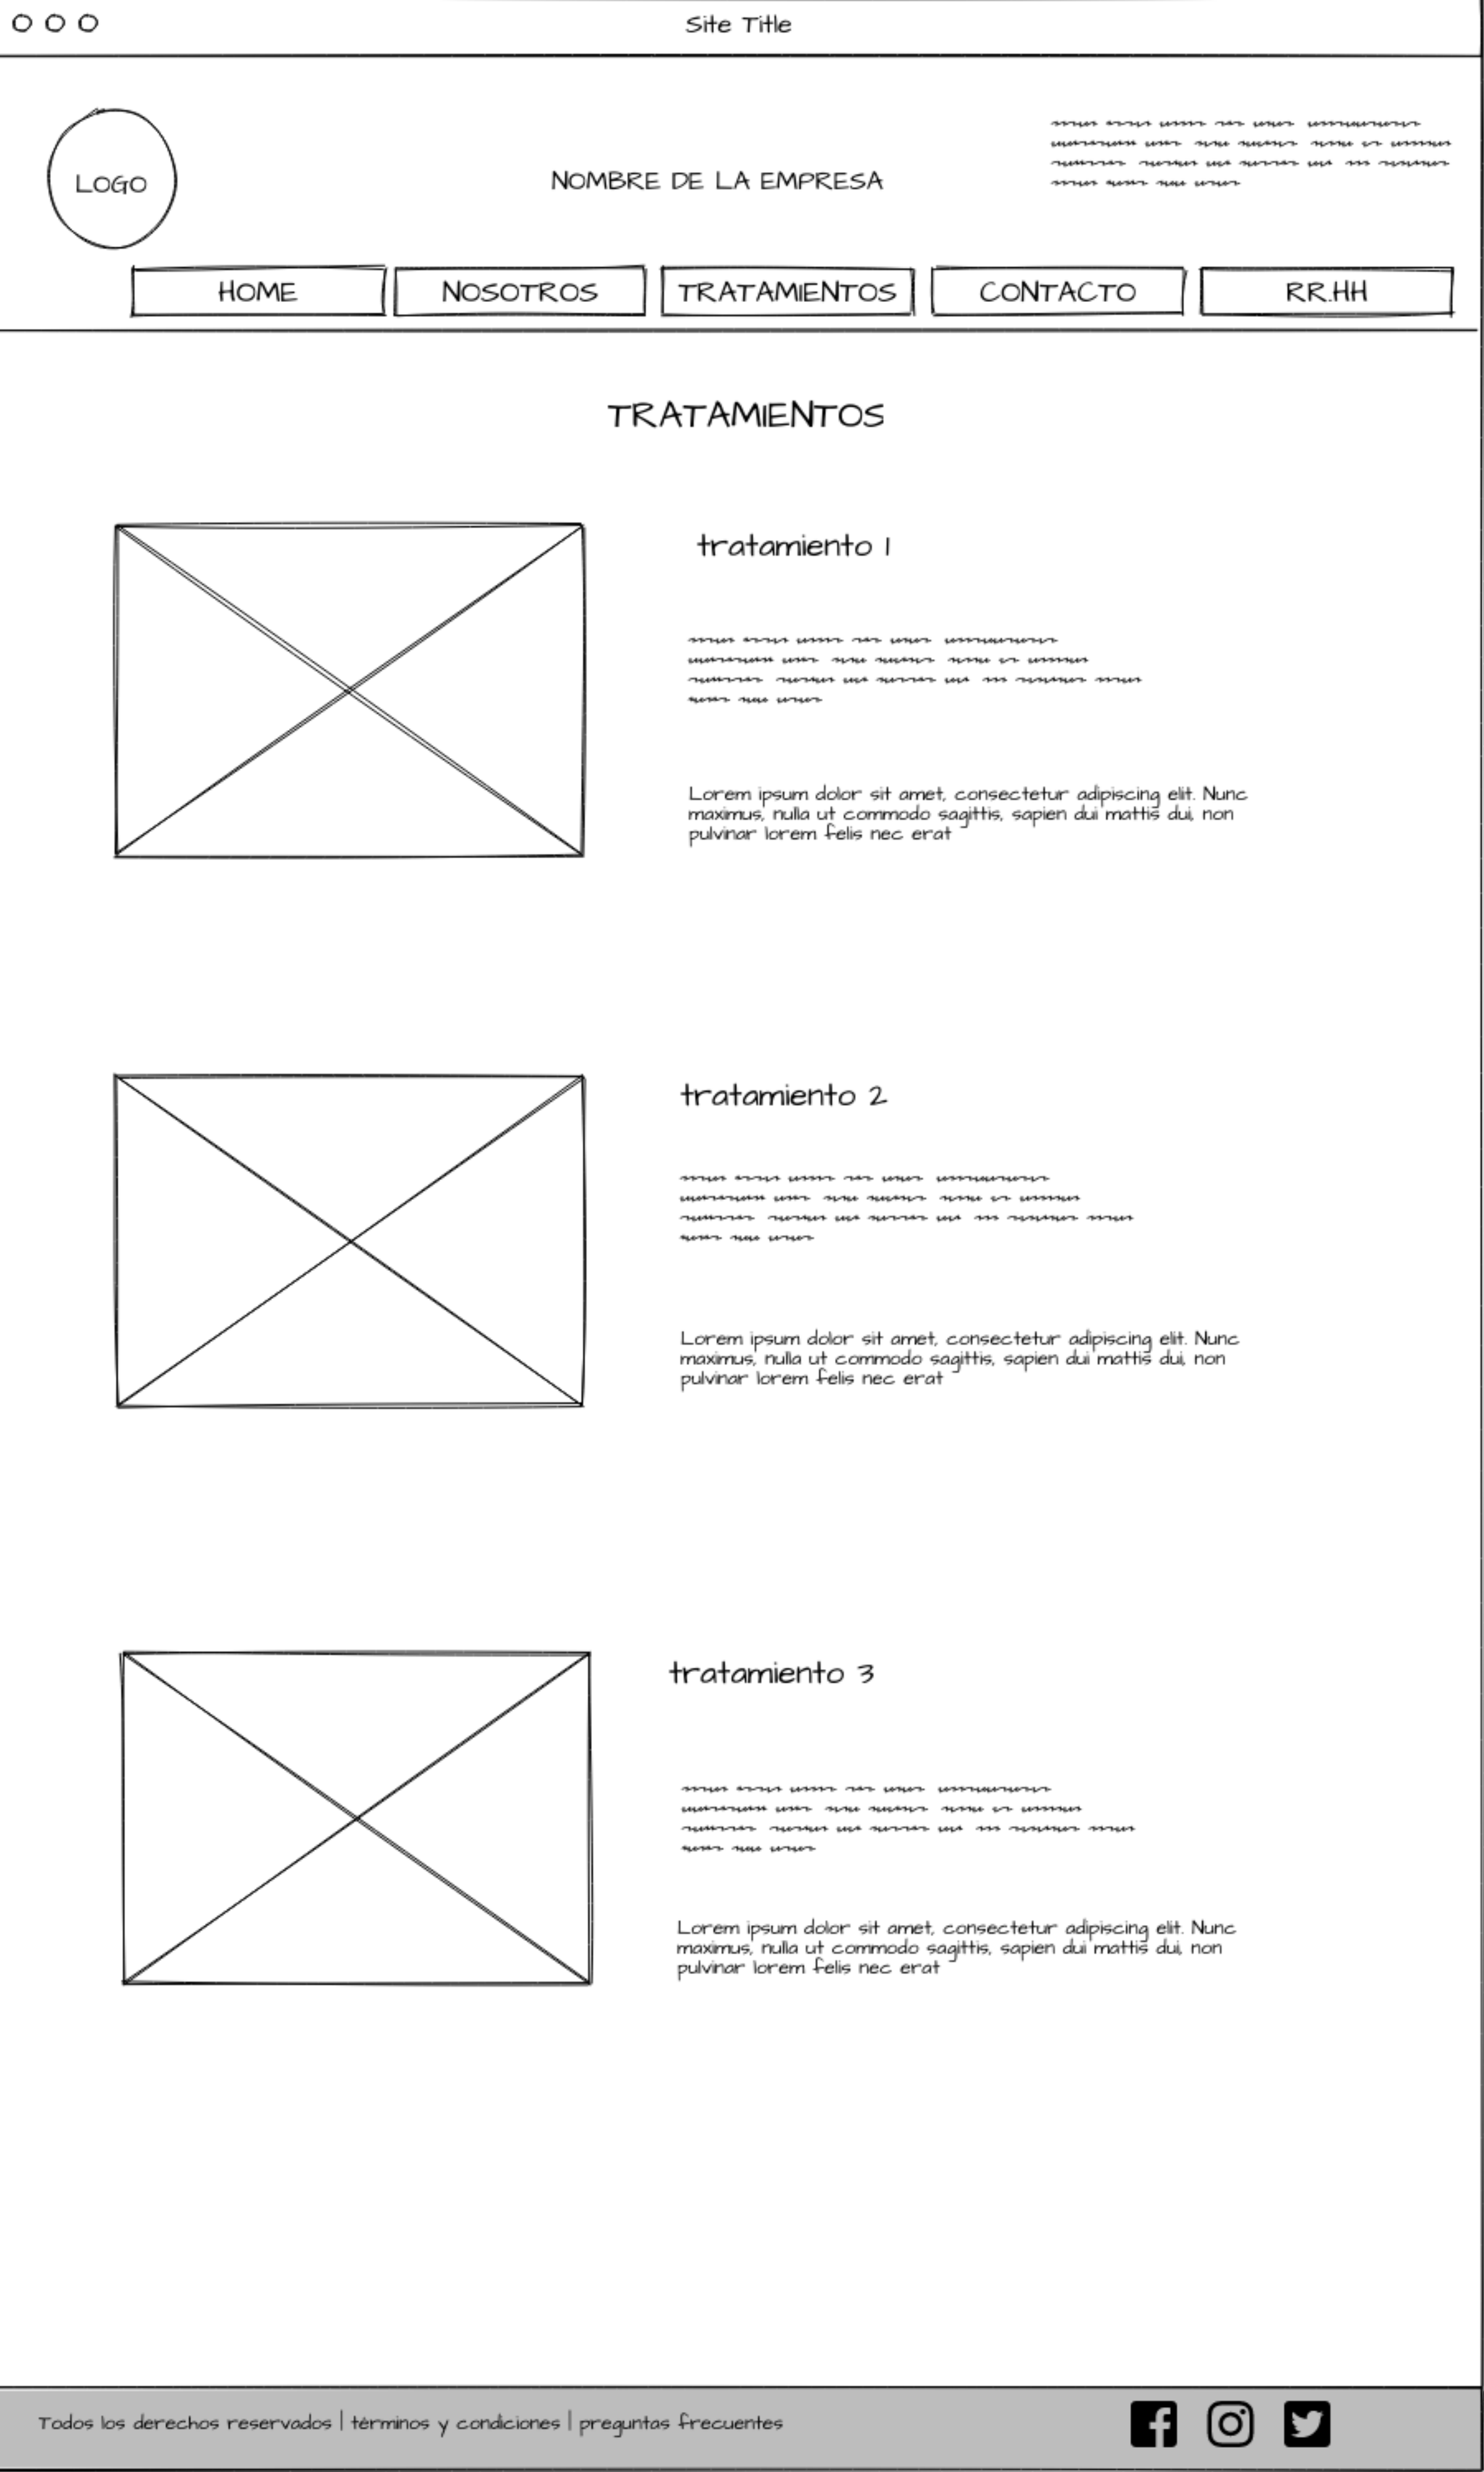 Site Title
LOGO
NOMBRE DE LA EMPRESA
HOME
NOSOTROS
TRATAMIENTOS
CONTACTO
RR.HH
TRATAMIENTOS
tratamiento 1
Lorem ipsum dolor sit amet, consectetur adipiscing elit. Nunc
maximus, nulla ut commodo sagittis, sapien dui mattis dui, non
pulvinar lorem felis nec erat
tratamiento 2
Lorem ipsum dolor sit amet, consectetur adipiscing elit. Nunc
maximus, nulla ut commodo sagittis, sapien dui mattis dui, non
pulvinar lorem felis nec erat
tratamiento 3
Lorem ipsum dolor sit amet, consectetur adipiscing elit. Nunc
maximus, nulla ut commodo sagittis, sapien dui mattis dui, non
pulvinar lorem felis nec erat
Todos los derechos reservados | términos y condiciones | preguntas frecuentes